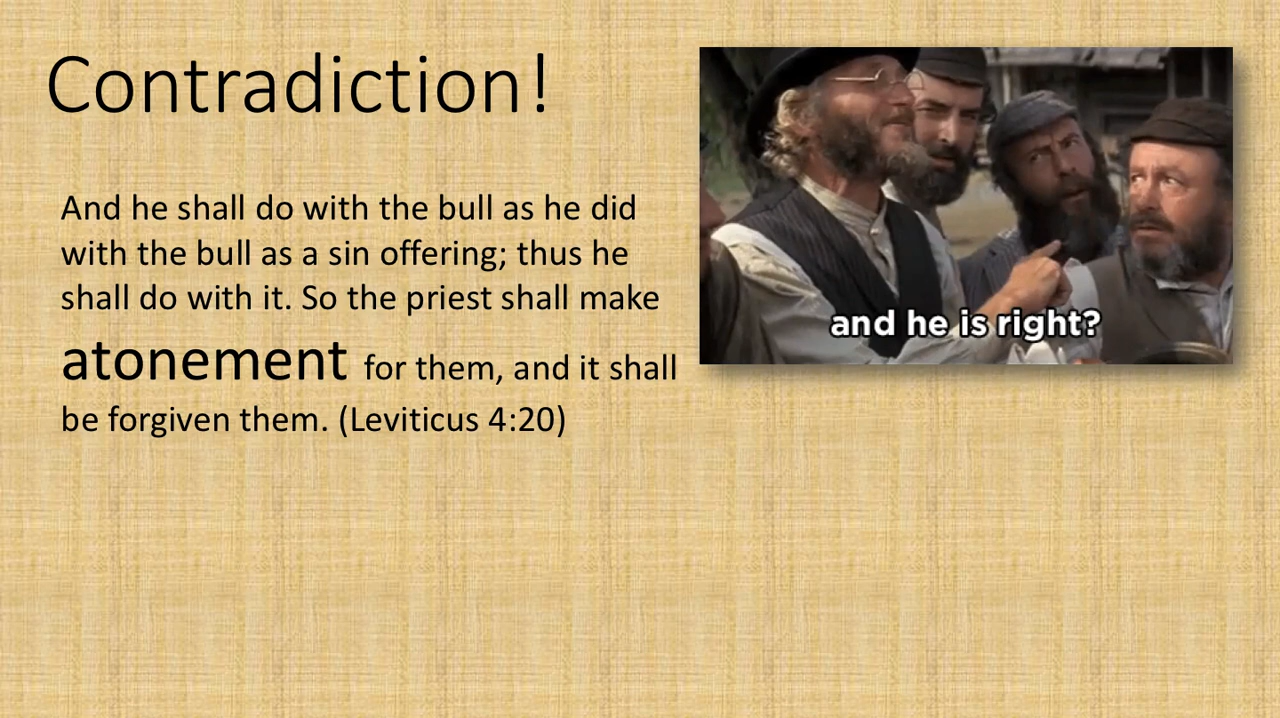 Contradiction!
And he shall do with the bull as he did
with the bull as a sin offering; thus he
shall do with it. So the priest shall make
atonement for them, and it shall
be forgiven them. (Leviticus 4:20)
and he is right?